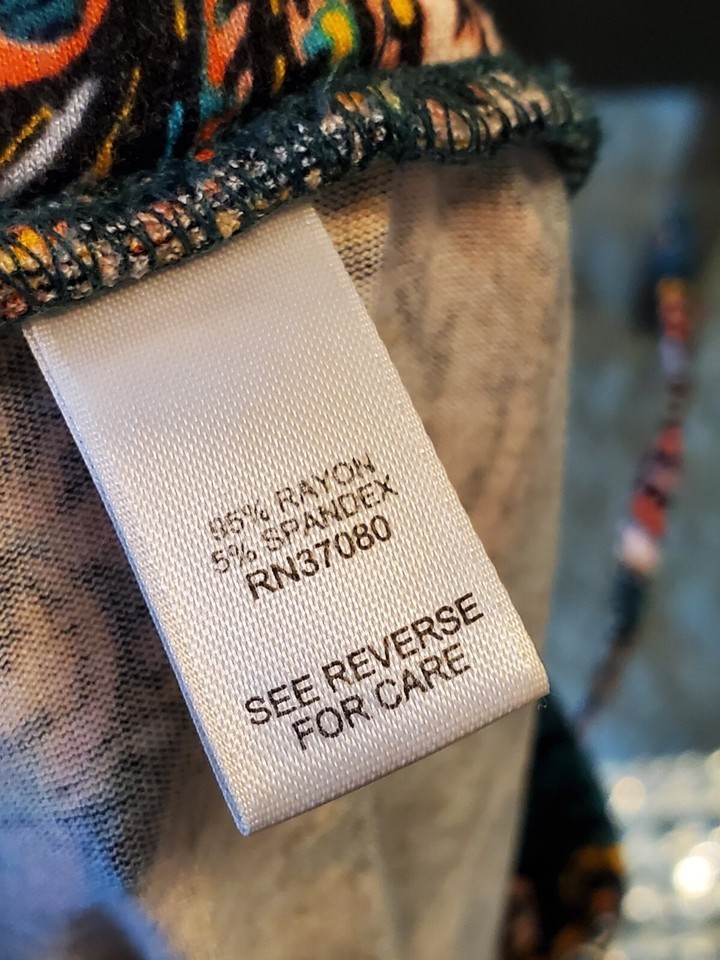 95% RAYON
5% SPANDEX
RN37080
SEE REVERSE
FOR CARE